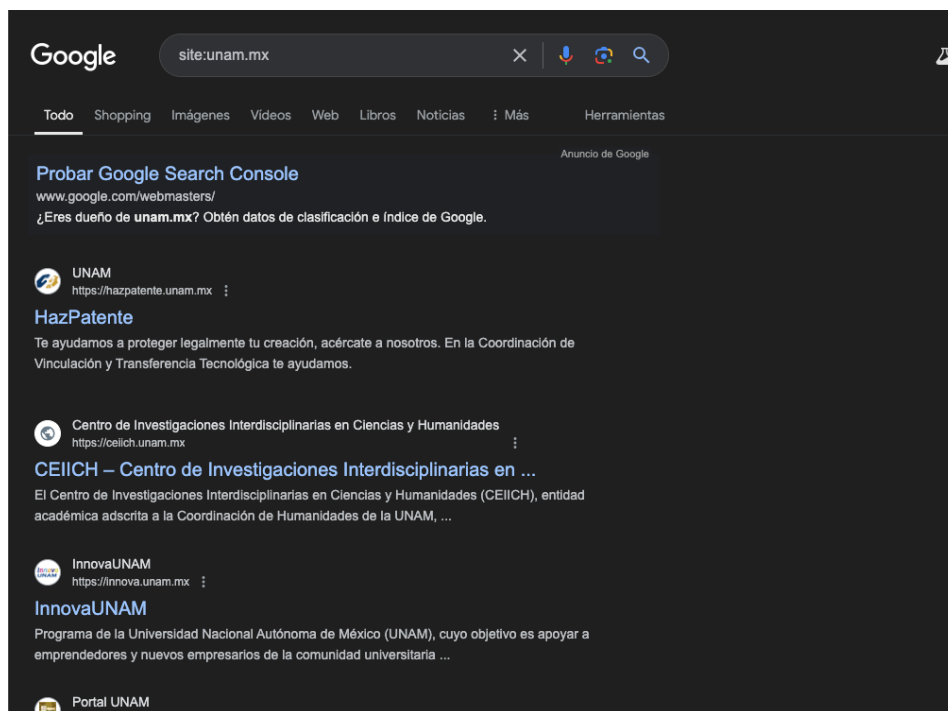 Google
site:unam.mx
Todo Shopping Imágenes Vídeos Web Libros Noticias Más Herramientas
Anuncio de Google
Probar Google Search Console
www.google.com/webmasters/
¿Eres dueño de unam.mx? Obtén datos de clasificación e índice de Google.
UNAM
https://hazpatente.unam.mx
HazPatente
Te ayudamos a proteger legalmente tu creación, acércate a nosotros. En la Coordinación de
Vinculación y Transferencia Tecnológica te ayudamos.
Centro de Investigaciones Interdisciplinarias en Ciencias y Humanidades
https://ceiich.unam.mx
CEIICH – Centro de Investigaciones Interdisciplinarias en ...
El Centro de Investigaciones Interdisciplinarias en Ciencias y Humanidades (CEIICH), entidad
académica adscrita a la Coordinación de Humanidades de la UNAM, ...
InnovaUNAM
https://innova.unam.mx
InnovaUNAM
Programa de la Universidad Nacional Autónoma de México (UNAM), cuyo objetivo es apoyar a
emprendedores y nuevos empresarios de la comunidad universitaria ...
Portal UNAM